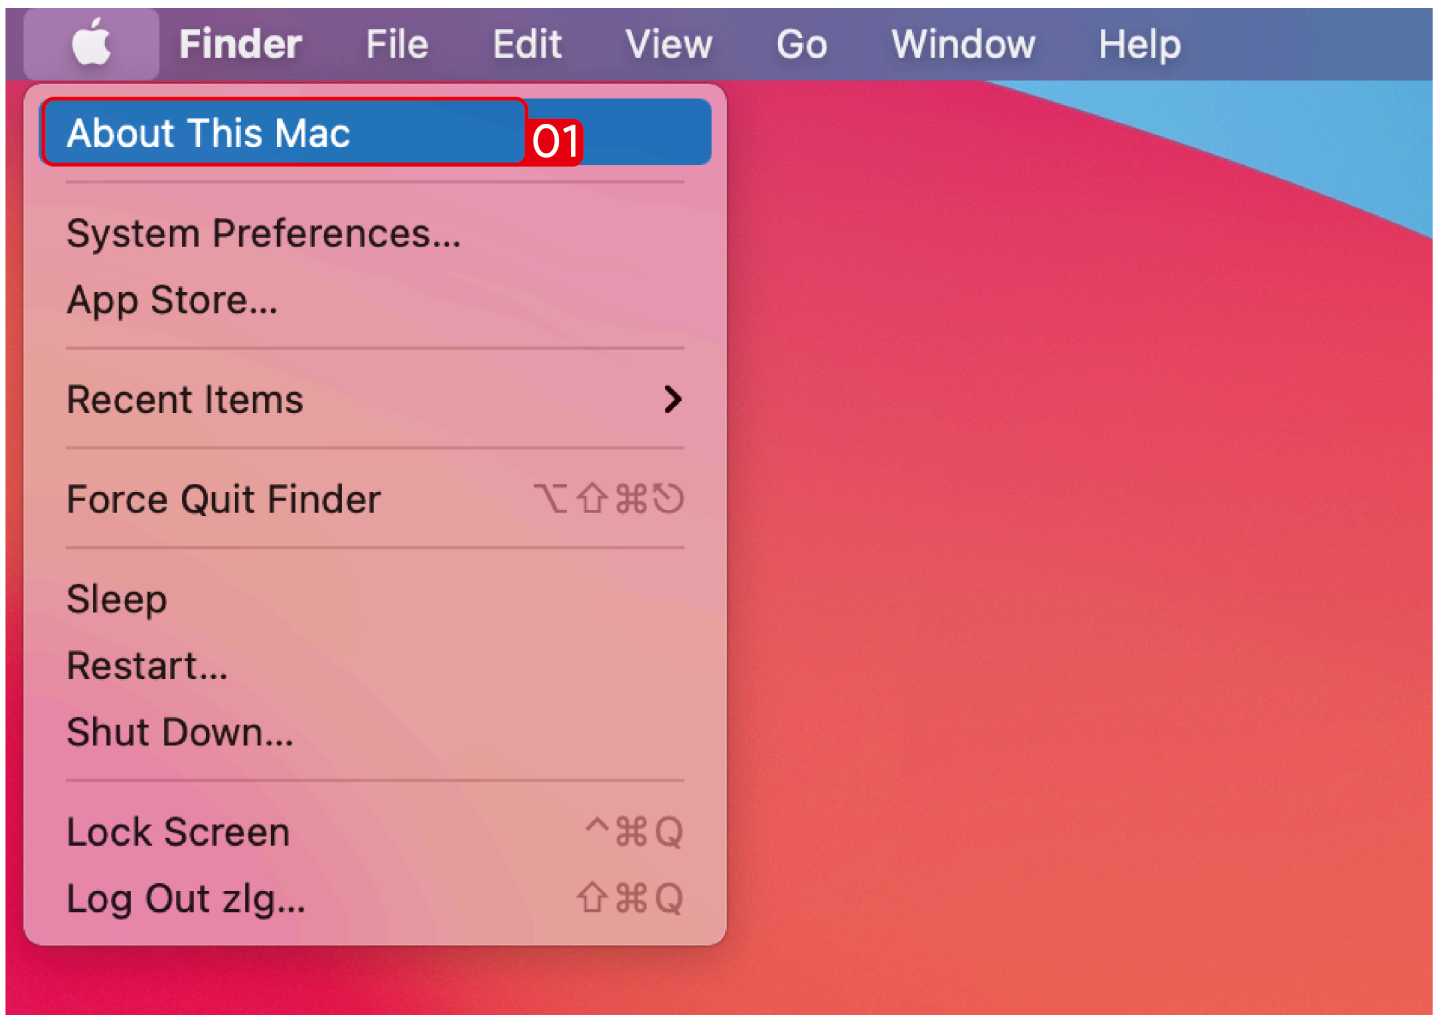 Finder File Edit View Go Window Help
About This Mac 01
System Preferences...
App Store...
Recent Items
Force Quit Finder ⌥⇧⌘⎋
Sleep
Restart...
Shut Down...
Lock Screen ^⌘Q
Log Out zlg... ⇧⌘Q